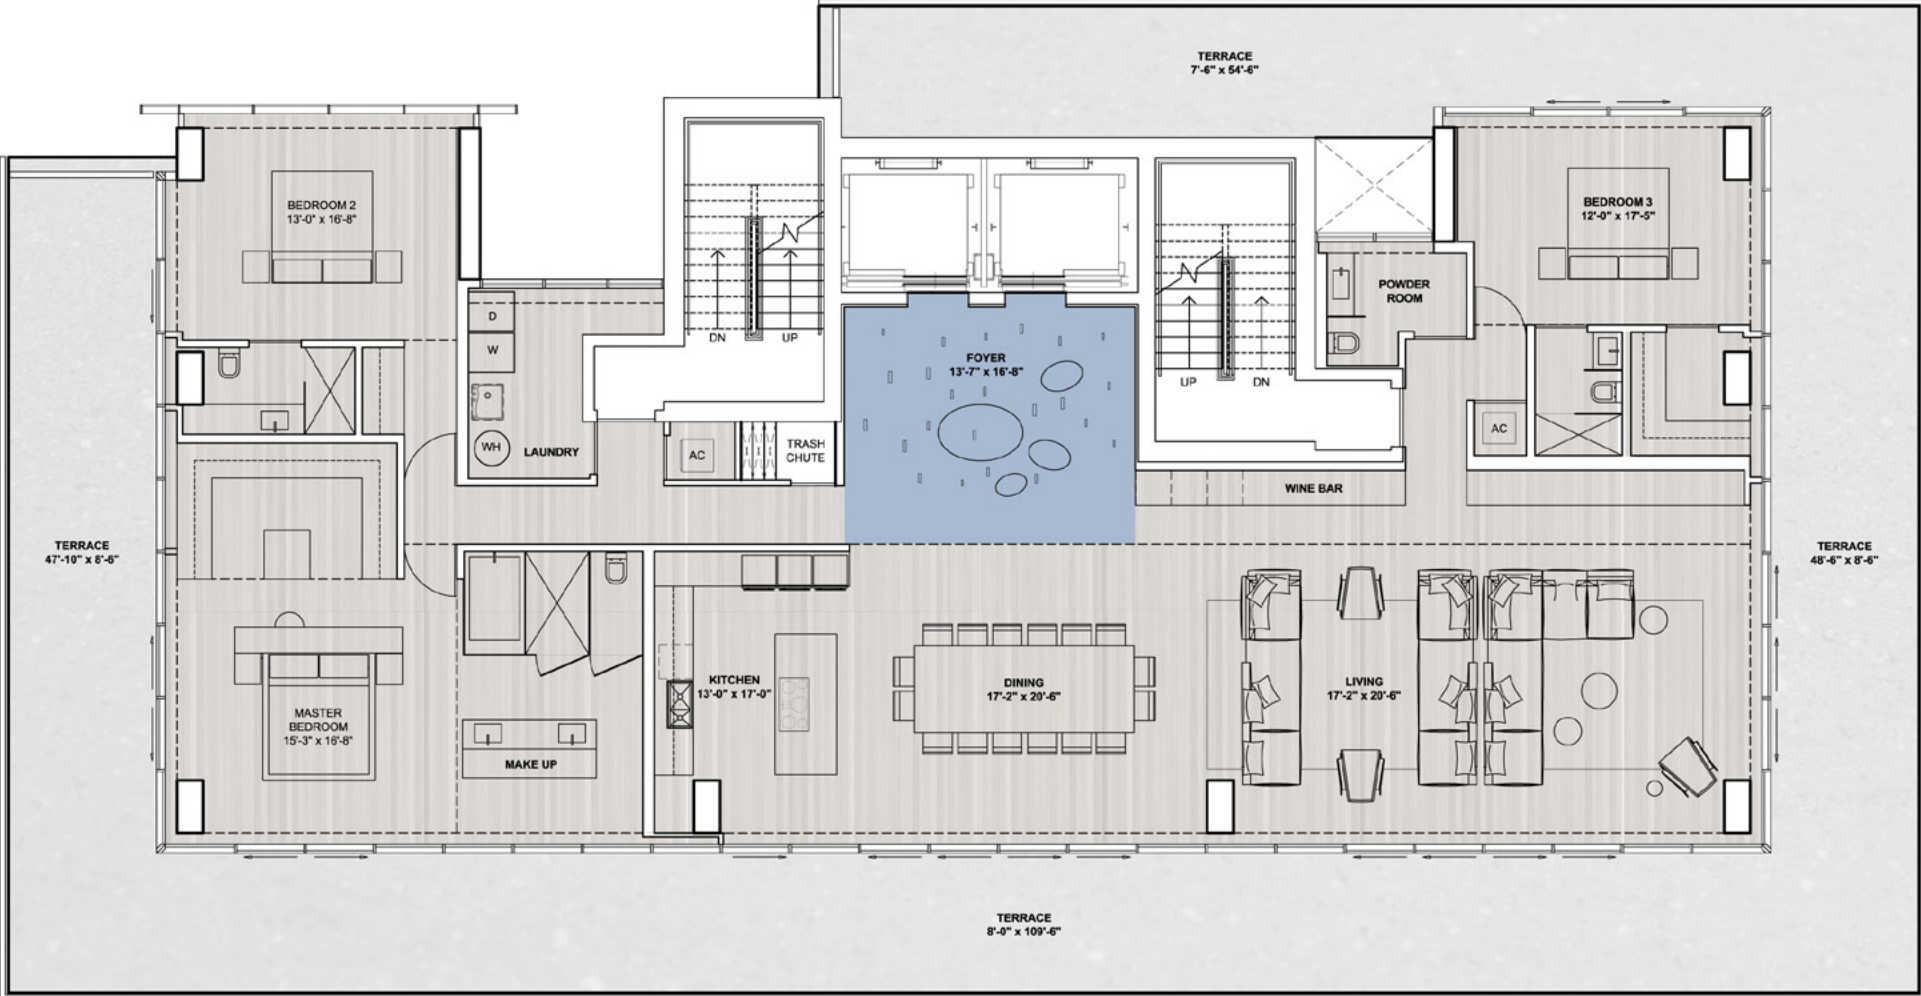 TERRACE
7'-6" x 54'-6"
BEDROOM 2
13'-0" x 16'-8"
BEDROOM 3
12'-0" x 17'-5"
POWDER
ROOM
D
W
DN
UP
FOYER
13'-7" x 16'-8"
UP
DN
WH
LAUNDRY
AC
TRASH
CHUTE
AC
WINE BAR
TERRACE
47'-10" x 8'-6"
TERRACE
48'-6" x 8'-6"
KITCHEN
13'-0" x 17'-0"
DINING
17'-2" x 20'-6"
LIVING
17'-2" x 20'-6"
MASTER
BEDROOM
15'-3" x 16'-8"
MAKE UP
TERRACE
8'-0" x 109'-6"